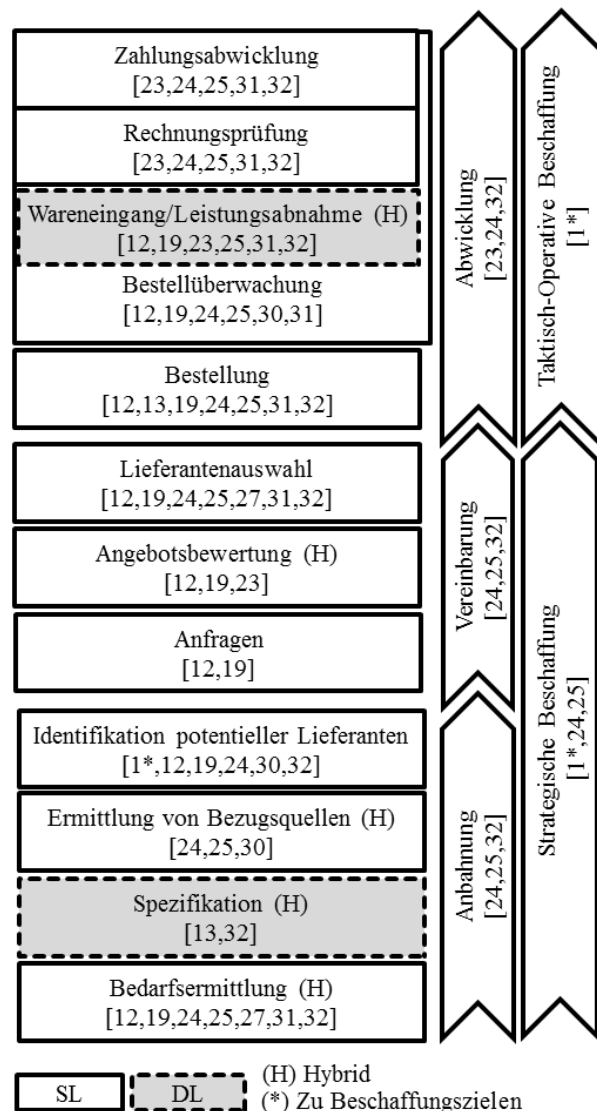 Zahlungsabwicklung
[23,24,25,31,32]
Rechnungsprüfung
[23,24,25,31,32]
Wareneingang/Leistungsabnahme (H)
[12,19,23,25,31,32]
Bestellüberwachung
[12,19,24,25,30,31]
Bestellung
[12,13,19,24,25,31,32]
Lieferantenauswahl
[12,19,24,25,27,31,32]
Angebotsbewertung (H)
[12,19,23]
Anfragen
[12,19]
Identifikation potentieller Lieferanten
[1*,12,19,24,30,32]
Ermittlung von Bezugsquellen (H)
[24,25,30]
Spezifikation (H)
[13,32]
Bedarfsermittlung (H)
[12,19,24,25,27,31,32]
Abwicklung
[23,24,32]
Vereinbarung
[24,25,32]
Anbahnung
[24,25,32]
Taktisch-Operative Beschaffung
[1*]
Strategische Beschaffung
[1*,24,25]
SL
DL
(H) Hybrid
(*) Zu Beschaffungszielen